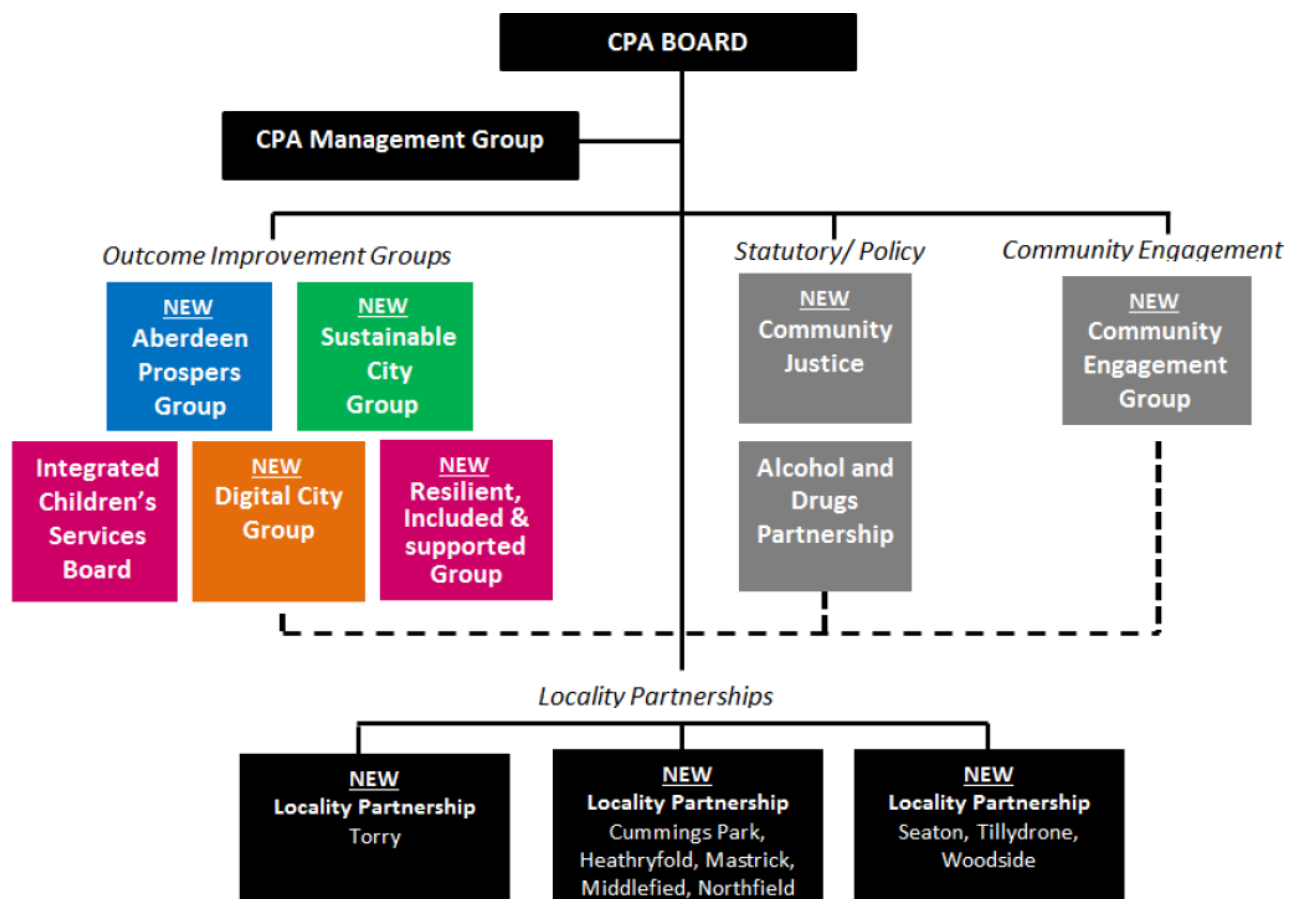 CPA BOARD
CPA Management Group
Outcome Improvement Groups
NEW
Aberdeen
Prospers
Group
NEW
Sustainable
City
Group
Integrated
Children's
Services
Board
NEW
Digital City
Group
NEW
Resilient,
Included &
supported
Group
Statutory/ Policy
NEW
Community
Justice
Alcohol and
Drugs
Partnership
Community Engagement
NEW
Community
Engagement
Group
Locality Partnerships
NEW
Locality Partnership
Torry
NEW
Locality Partnership
Cummings Park,
Heathryfold, Mastrick,
Middlefied, Northfield
NEW
Locality Partnership
Seaton, Tillydrone,
Woodside